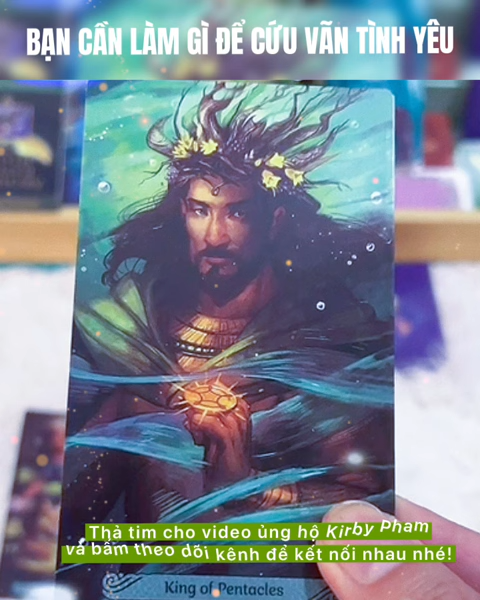 BẠN CẦN LÀM GÌ ĐỂ CỨU VÃN TÌNH YÊU
Thả tim cho video ủng hộ Kirby Pham
và bấm theo dõi kênh để kết nối nhau nhé!
King of Pentacles